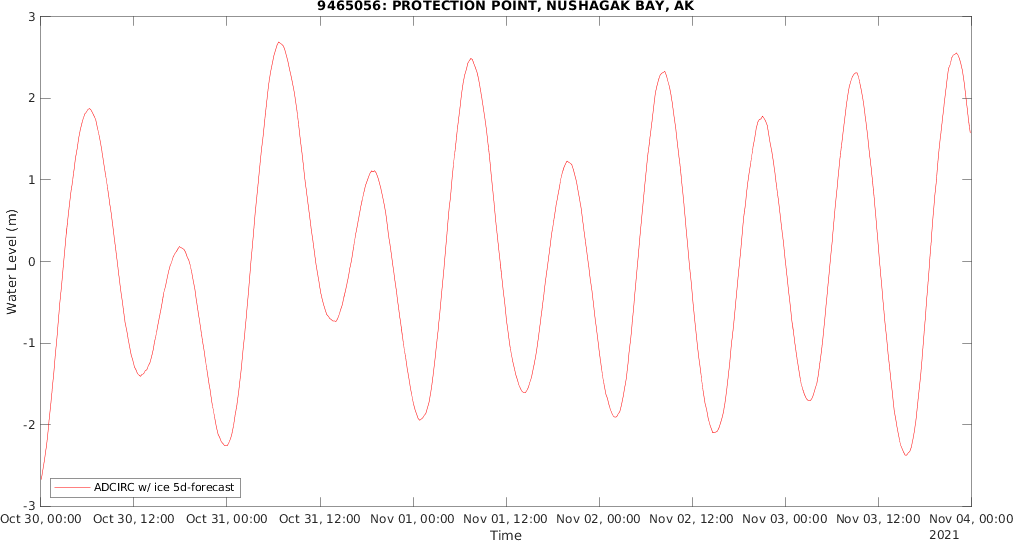 9465056: PROTECTION POINT, NUSHAGAK BAY, AK
3
2
1
0
-1
-2
-3
Water Level (m)
ADCIRC w/ ice 5d-forecast
Oct 30, 00:00 Oct 30, 12:00 Oct 31, 00:00 Oct 31, 12:00 Nov 01, 00:00 Nov 01, 12:00 Nov 02, 00:00 Nov 02, 12:00 Nov 03, 00:00 Nov 03, 12:00 Nov 04, 00:00
Time
2021